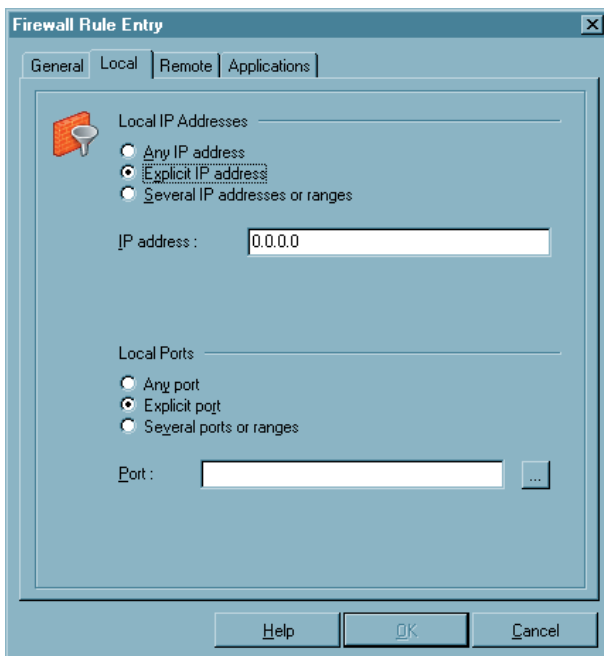 Firewall Rule Entry
General Local Remote Applications
Local IP Addresses
Any IP address
Explicit IP address
Several IP addresses or ranges
IP address : 0.0.0.0
Local Ports
Any port
Explicit port
Several ports or ranges
Port : ...
Help OK Cancel